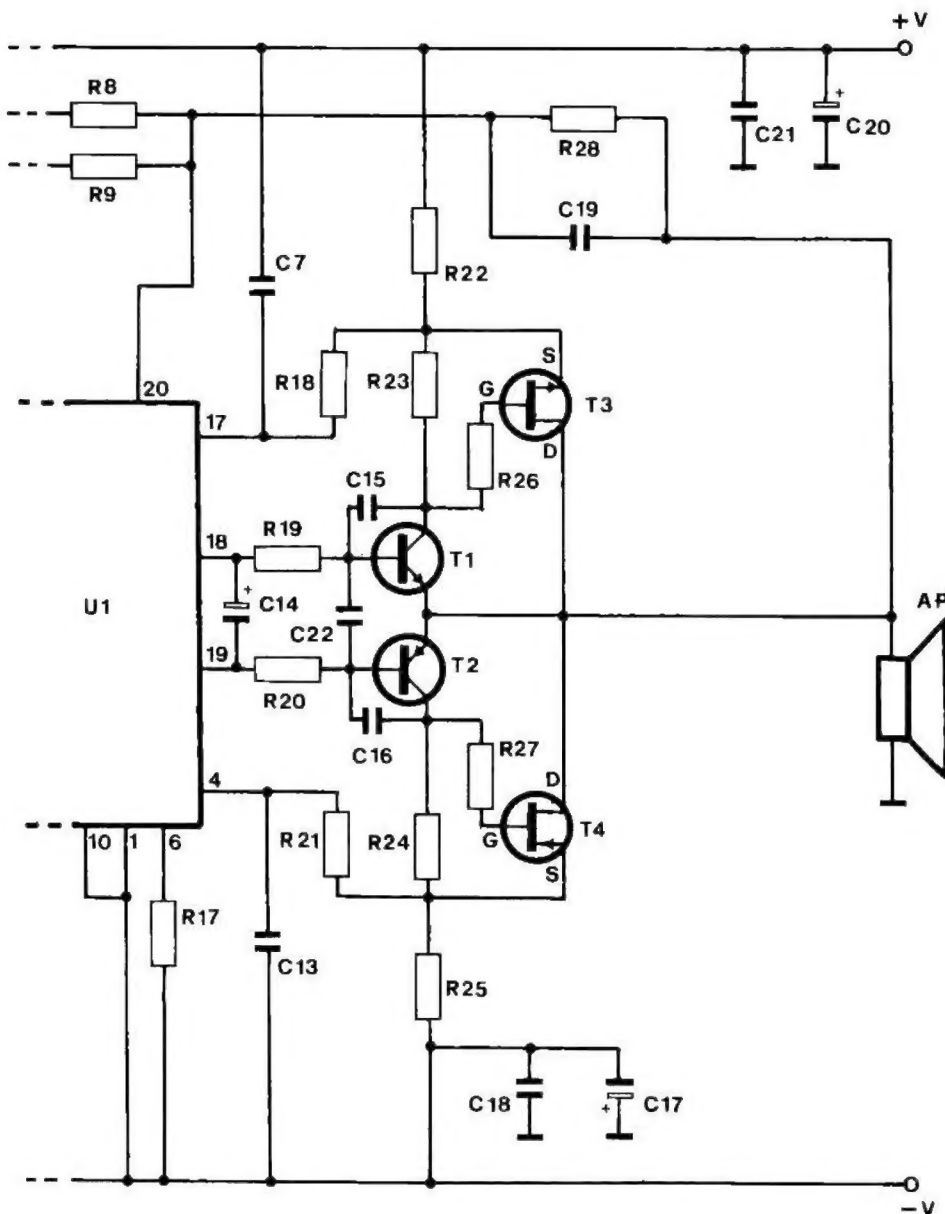 +V
R8
R9
R28
C21
+
C20
C19
C7
R22
S
R18
R23
G
T3
20
D
17
R26
C15
18
R19
T1
+
C14
U1
C22
AP
19
T2
R20
C16
R27
D
4
G
T4
R21
R24
S
10
1
6
R17
C13
R25
C18
+
C17
-V